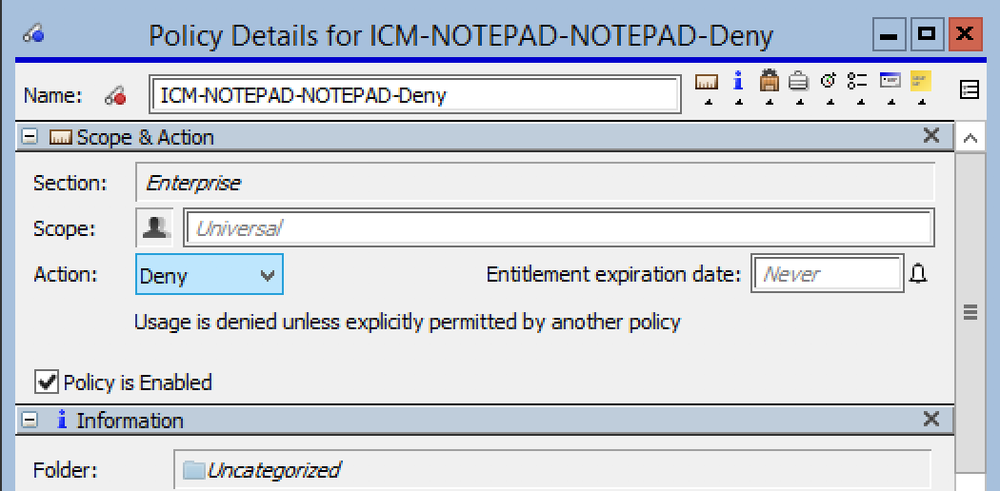 Policy Details for ICM-NOTEPAD-NOTEPAD-Deny
Name: ICM-NOTEPAD-NOTEPAD-Deny
Scope & Action
Section: Enterprise
Scope: Universal
Action: Deny Entitlement expiration date: Never
Usage is denied unless explicitly permitted by another policy
Policy is Enabled
Information
Folder: Uncategorized